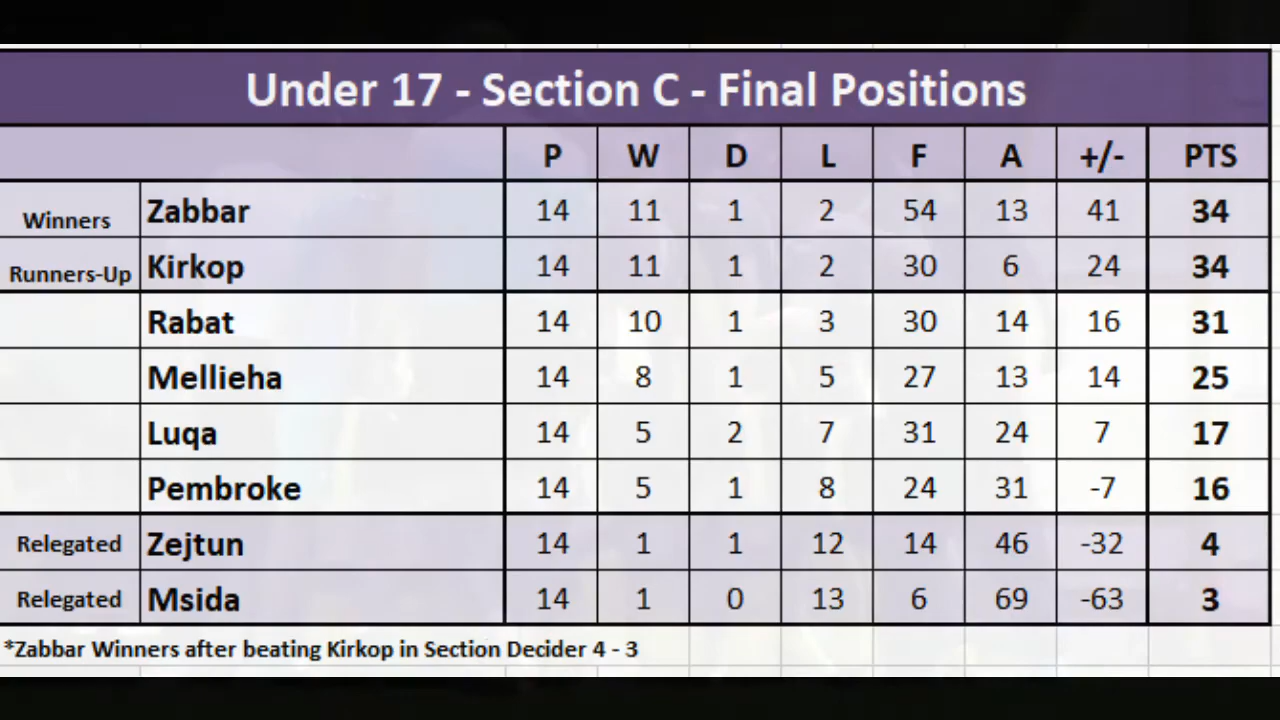 Under 17 - Section C - Final Positions
P W D L F A +/- PTS
Winners Zabbar 14 11 1 2 54 13 41 34
Runners-Up Kirkop 14 11 1 2 30 6 24 34
Rabat 14 10 1 3 30 14 16 31
Mellieha 14 8 1 5 27 13 14 25
Luqa 14 5 2 7 31 24 7 17
Pembroke 14 5 1 8 24 31 -7 16
Relegated Zejtun 14 1 1 12 14 46 -32 4
Relegated Msida 14 1 0 13 6 69 -63 3
*Zabbar Winners after beating Kirkop in Section Decider 4 - 3